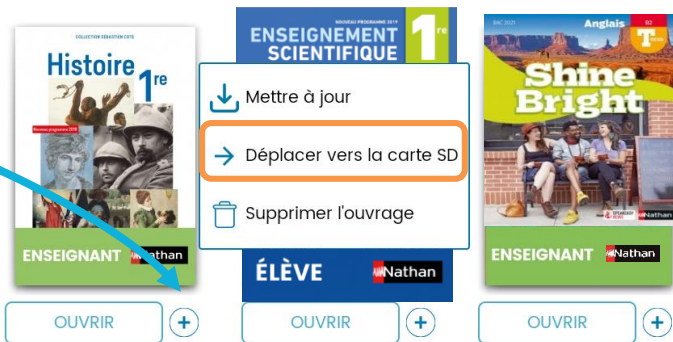 COLLECTION SÉBASTIEN COTE
Histoire 1re
Nouveau programme 2019
ENSEIGNANT
Nathan
OUVRIR
+
NOUVEAU PROGRAMME 2019
ENSEIGNEMENT
SCIENTIFIQUE
1re
Mettre à jour
Déplacer vers la carte SD
Supprimer l'ouvrage
ÉLÈVE
Nathan
OUVRIR
+
BAC 2021
Anglais
B2
T
Shine
Bright
Nathan
ENSEIGNANT
Nathan
OUVRIR
+